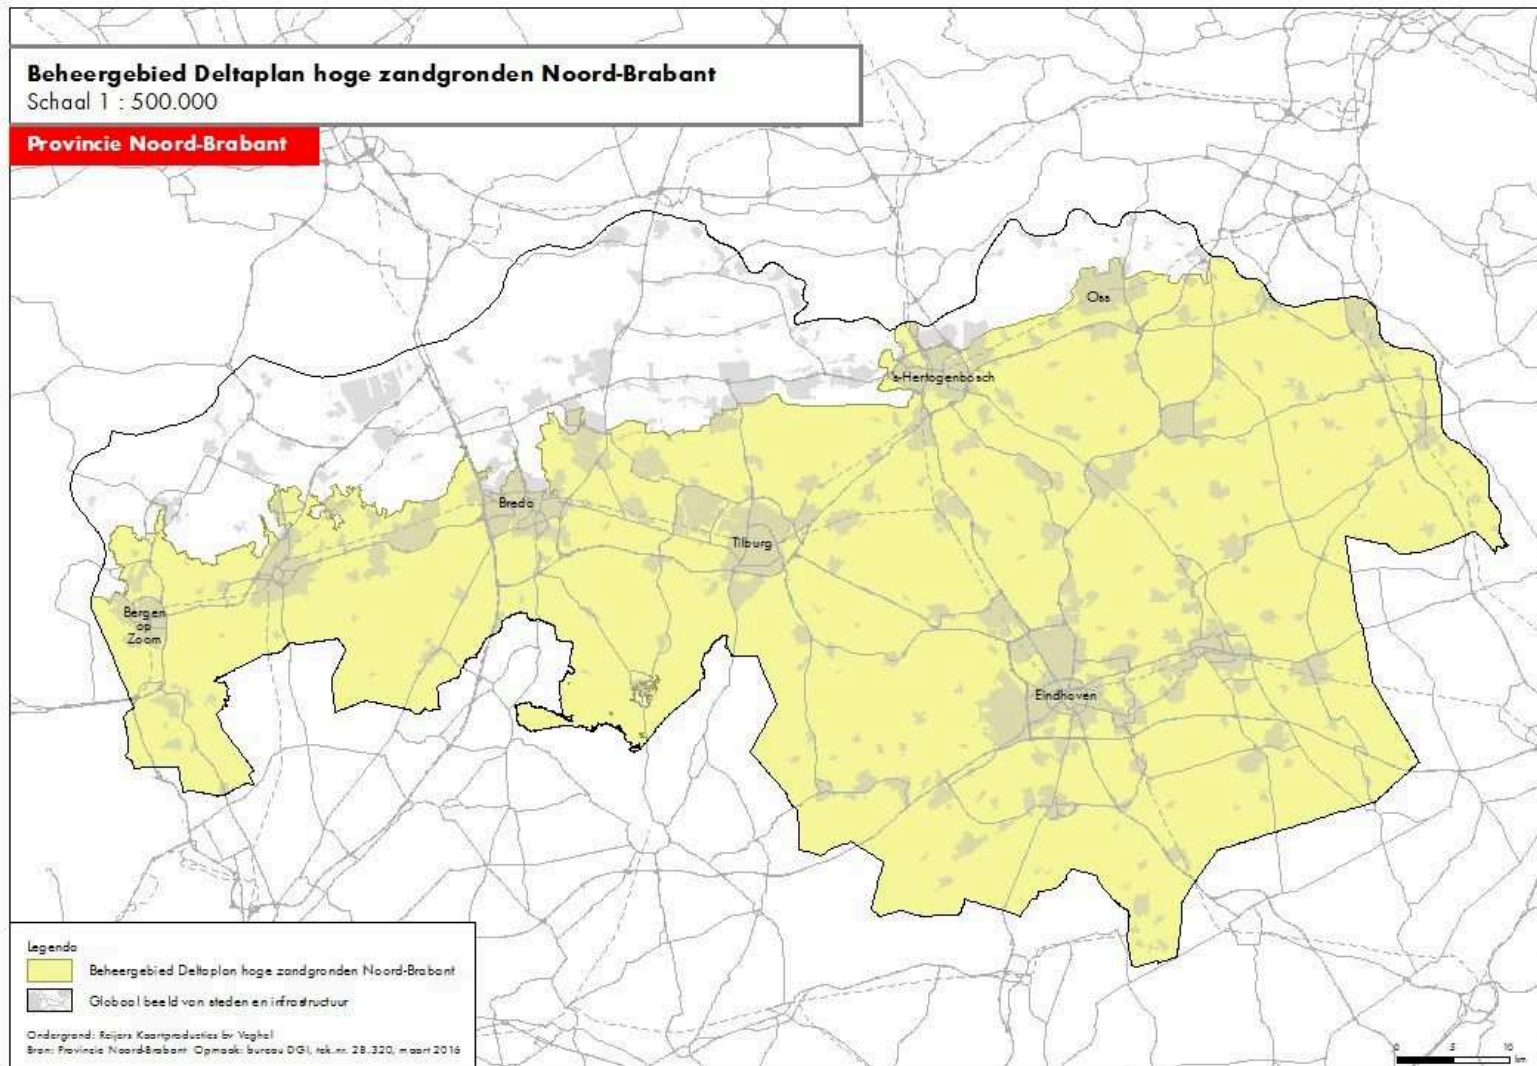 Beheergebied Deltaplan hoge zandgronden Noord-Brabant
Schaal 1 : 500.000
Provincie Noord-Brabant
Oss
's-Hertogenbosch
Breda
Tilburg
Bergen
op
Zoom
Eindhoven
Legenda
Beheergebied Deltaplan hoge zandgronden Noord-Brabant
Globaal beeld van steden en infrastructuur
Ondergrond: Reijers Kaartproducties bv Veghel
Bron: Provincie Noord-Brabant Opmaak: bureau DGI, tek.nr. 28.320, maart 2016
0 5 10
km